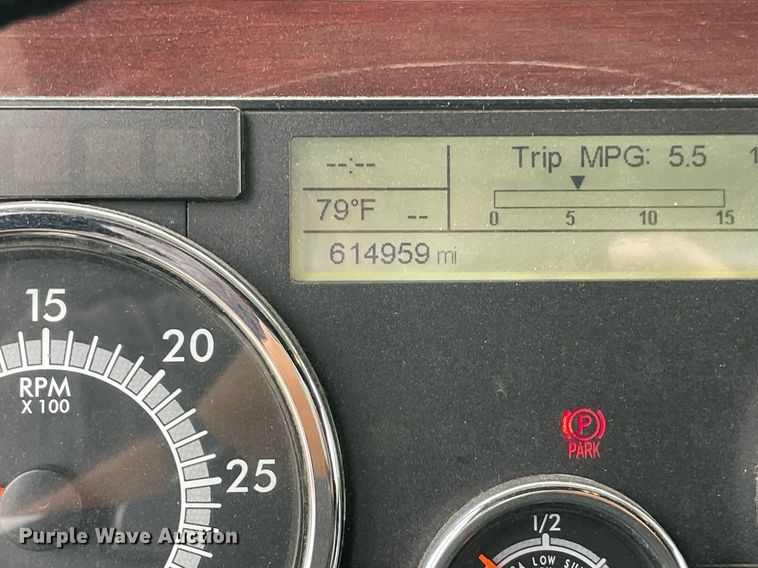 --:--
Trip MPG: 5.5
79°F --
0 5 10 15
614959 mi
15
20
25
RPM
X 100
P
PARK
1/2
LOW
Purple Wave Auction